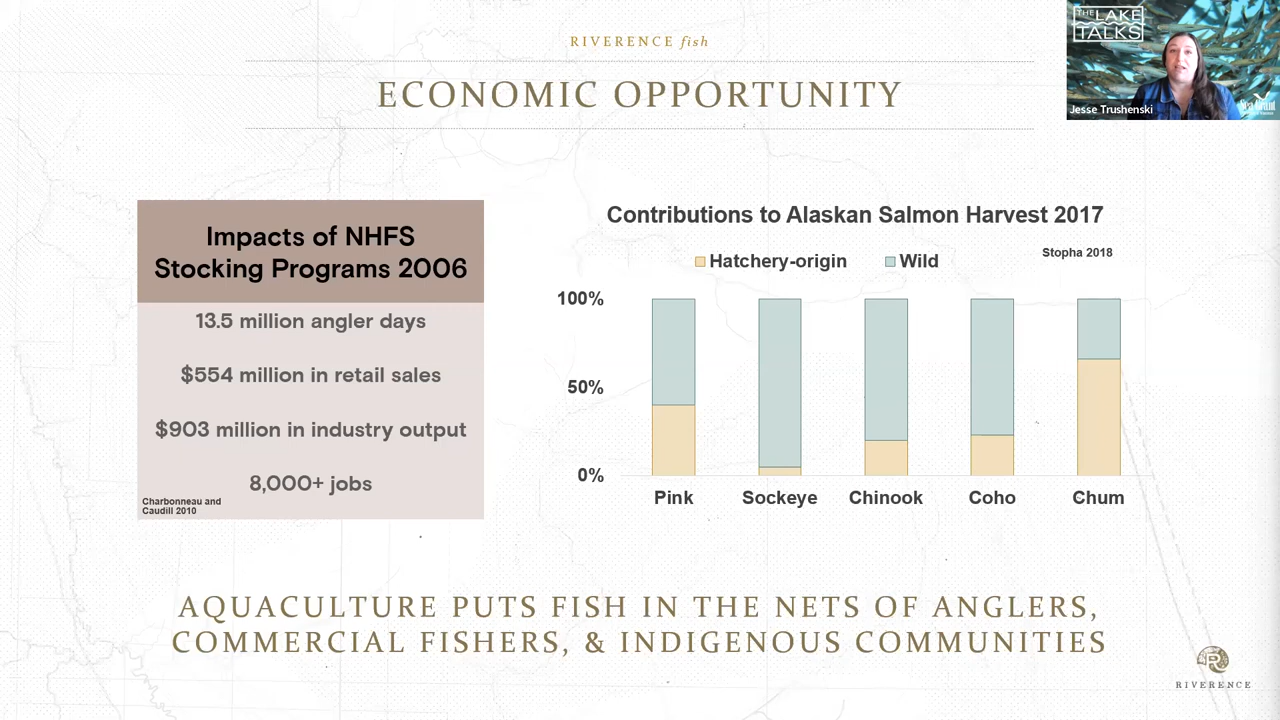 RIVERENCE fish
ECONOMIC OPPORTUNITY
THE LAKE
TALKS
Jesse Trushenski
Sea Grant
Impacts of NHFS
Stocking Programs 2006
13.5 million angler days
$554 million in retail sales
$903 million in industry output
8,000+ jobs
Charbonneau and
Caudill 2010
Contributions to Alaskan Salmon Harvest 2017
Hatchery-origin Wild
Stopha 2018
100%
50%
0%
Pink Sockeye Chinook Coho Chum
AQUACULTURE PUTS FISH IN THE NETS OF ANGLERS,
COMMERCIAL FISHERS, & INDIGENOUS COMMUNITIES
RIVERENCE